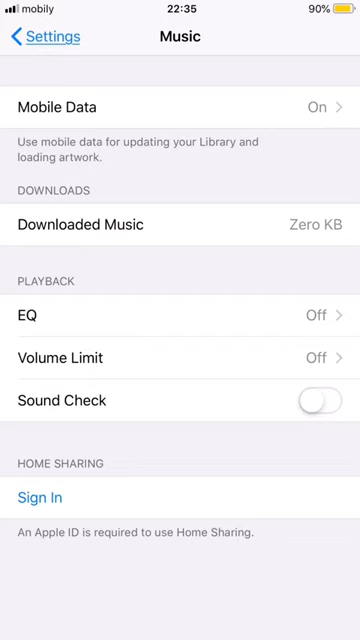 mobily 22:35 90%
Settings Music
Mobile Data On
Use mobile data for updating your Library and
loading artwork.
DOWNLOADS
Downloaded Music Zero KB
PLAYBACK
EQ Off
Volume Limit Off
Sound Check
HOME SHARING
Sign In
An Apple ID is required to use Home Sharing.